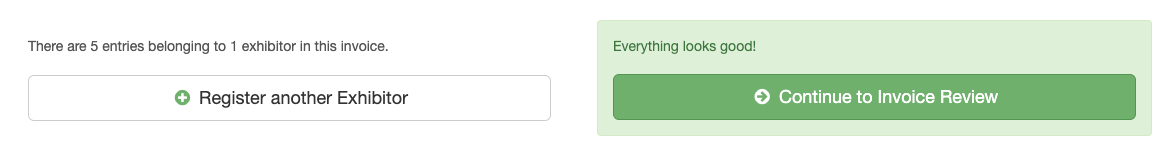 There are 5 entries belonging to 1 exhibitor in this invoice.
Register another Exhibitor
Everything looks good!
Continue to Invoice Review